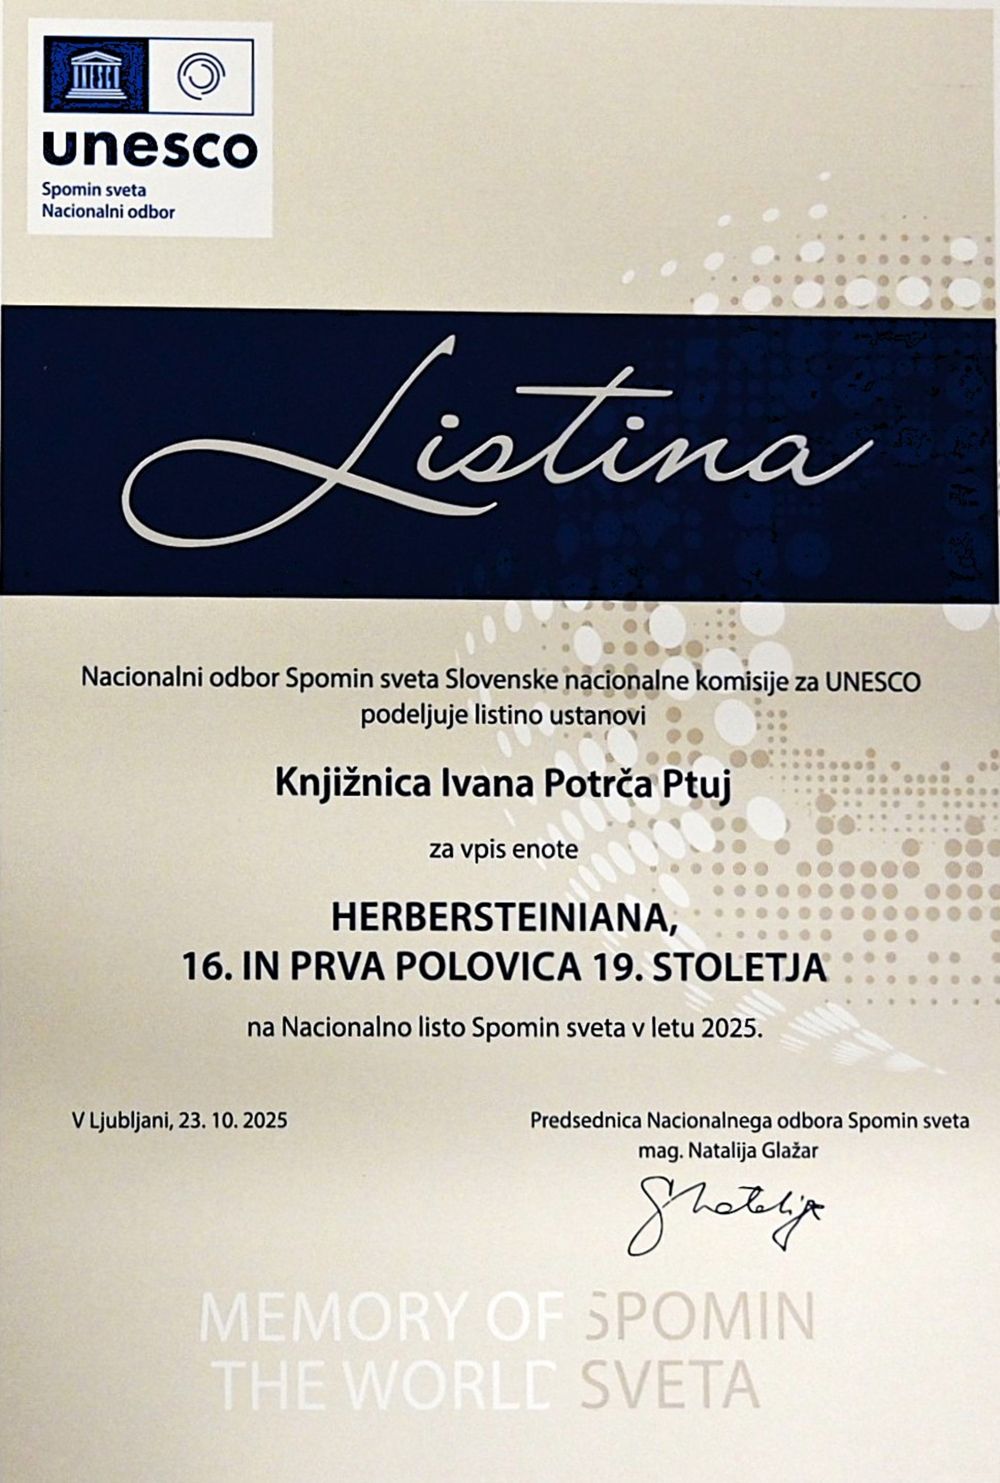 unesco
Spomin sveta
Nacionalni odbor
Listina
Nacionalni odbor Spomin sveta Slovenske nacionalne komisije za UNESCO
podeljuje listino ustanovi
Knjižnica Ivana Potrča Ptuj
za vpis enote
HERBERSTEINIANA,
16. IN PRVA POLOVICA 19. STOLETJA
na Nacionalno listo Spomin sveta v letu 2025.
V Ljubljani, 23. 10. 2025
Predsednica Nacionalnega odbora Spomin sveta
mag. Natalija Glažar
MEMORY OF SPOMIN
THE WORLD SVETA